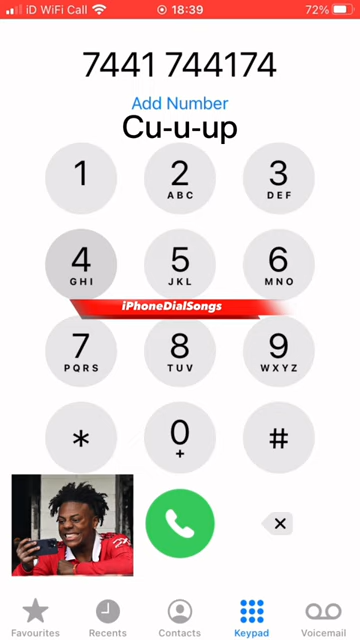 iD WiFi Call 18:39 72%
7441 744174
Add Number
Cu-u-up
1 2 3
ABC DEF
4 5 6
GHI JKL MNO
iPhoneDialSongs
7 8 9
PQRS TUV WXYZ
* 0 #
+
Favourites Recents Contacts Keypad Voicemail